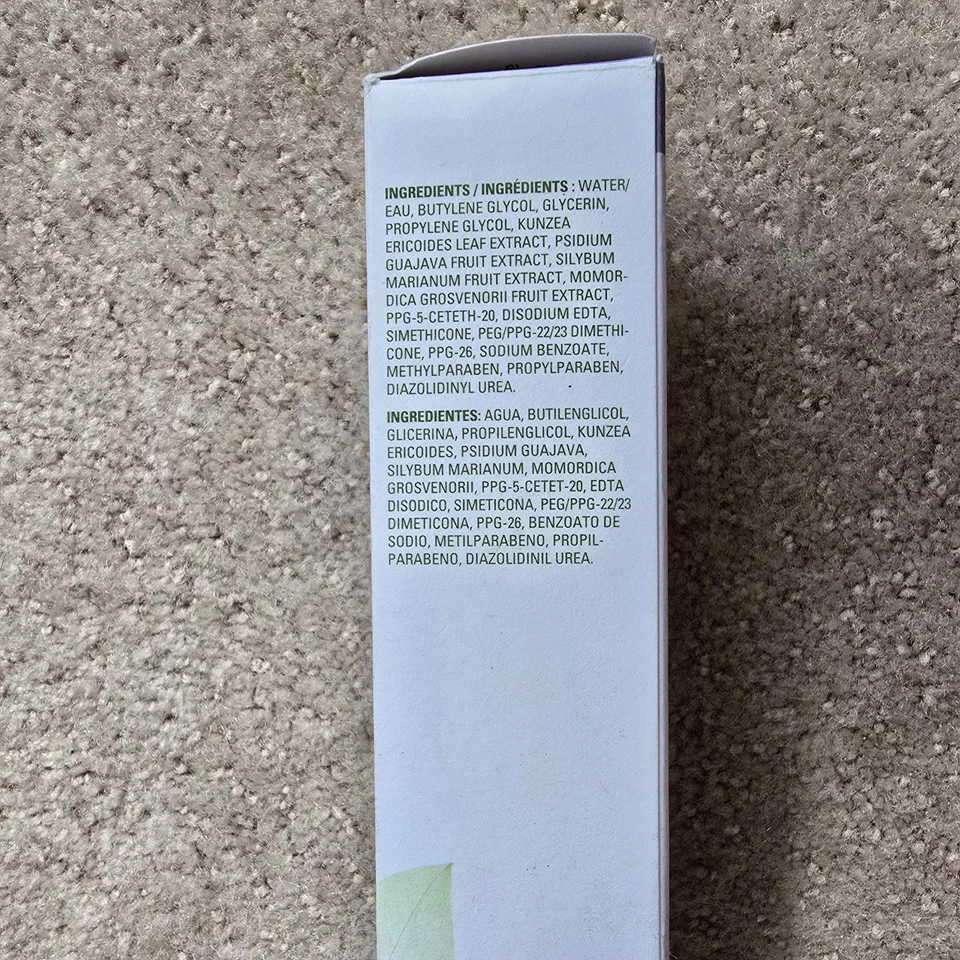 INGREDIENTS / INGRÉDIENTS : WATER/
EAU, BUTYLENE GLYCOL, GLYCERIN,
PROPYLENE GLYCOL, KUNZEA
ERICOIDES LEAF EXTRACT, PSIDIUM
GUAJAVA FRUIT EXTRACT, SILYBUM
MARIANUM FRUIT EXTRACT, MOMOR-
DICA GROSVENORII FRUIT EXTRACT,
PPG-5-CETETH-20, DISODIUM EDTA,
SIMETHICONE, PEG/PPG-22/23 DIMETHI-
CONE, PPG-26, SODIUM BENZOATE,
METHYLPARABEN, PROPYLPARABEN,
DIAZOLIDINYL UREA.
INGREDIENTES: AGUA, BUTILENGLICOL,
GLICERINA, PROPILENGLICOL, KUNZEA
ERICOIDES, PSIDIUM GUAJAVA,
SILYBUM MARIANUM, MOMORDICA
GROSVENORII, PPG-5-CETET-20, EDTA
DISODICO, SIMETICONA, PEG/PPG-22/23
DIMETICONA, PPG-26, BENZOATO DE
SODIO, METILPARABENO, PROPIL-
PARABENO, DIAZOLIDINIL UREA.